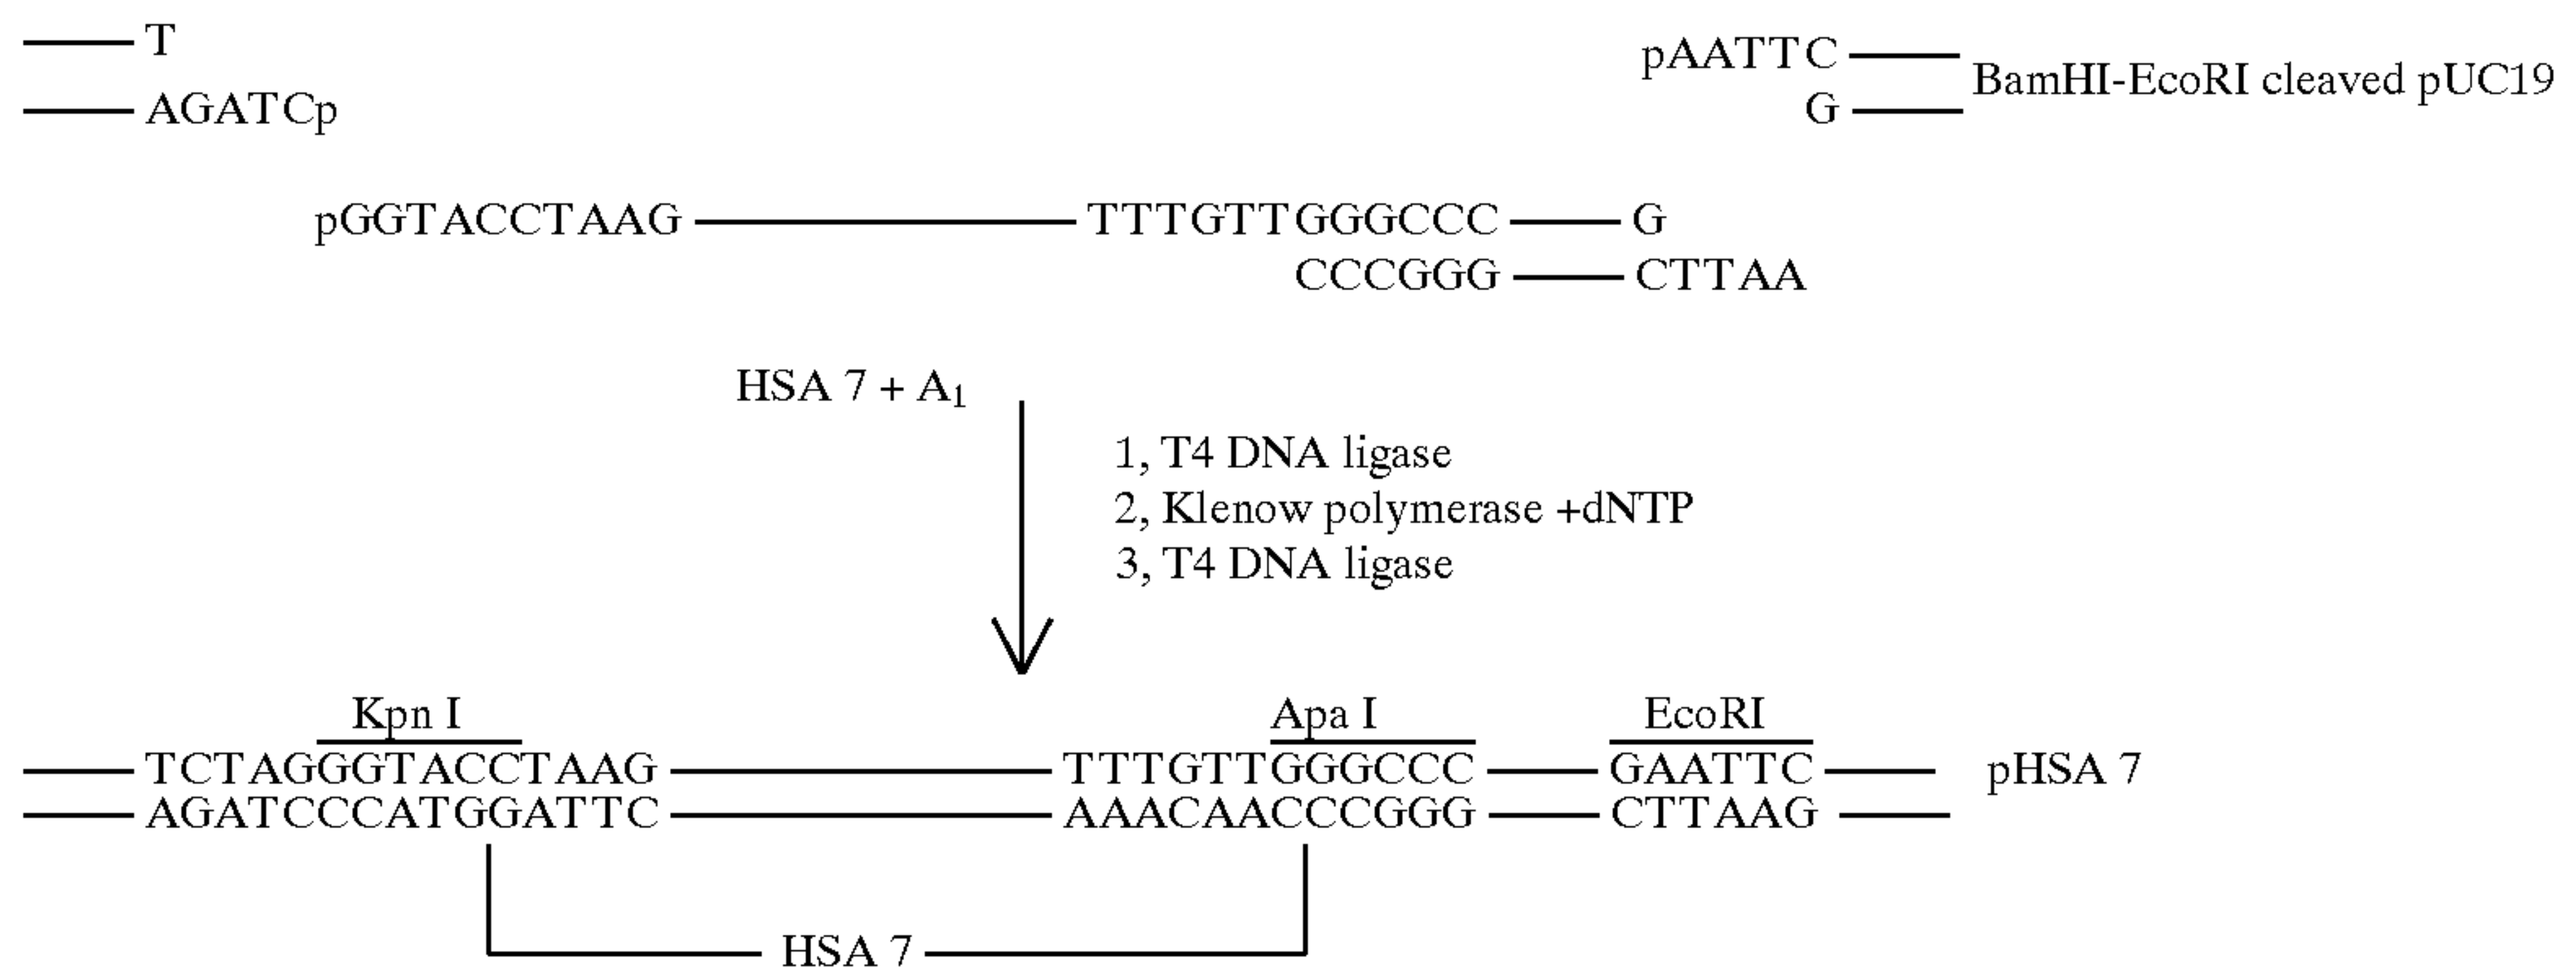 T
pAATTC
BamHI-EcoRI cleaved pUC19
AGATCp
G
pGGTACCTAAG TTTGTTGGGCCC G
CCCGGG CTTAA
HSA 7 + A1
1, T4 DNA ligase
2, Klenow polymerase +dNTP
3, T4 DNA ligase
Kpn I Apa I EcoRI
TCTAGGGTACCTAAG TTTGTTGGGCCC GAATTC pHSA 7
AGATCCCATGGATTC AAACAACCCGGG CTTAAG
HSA 7